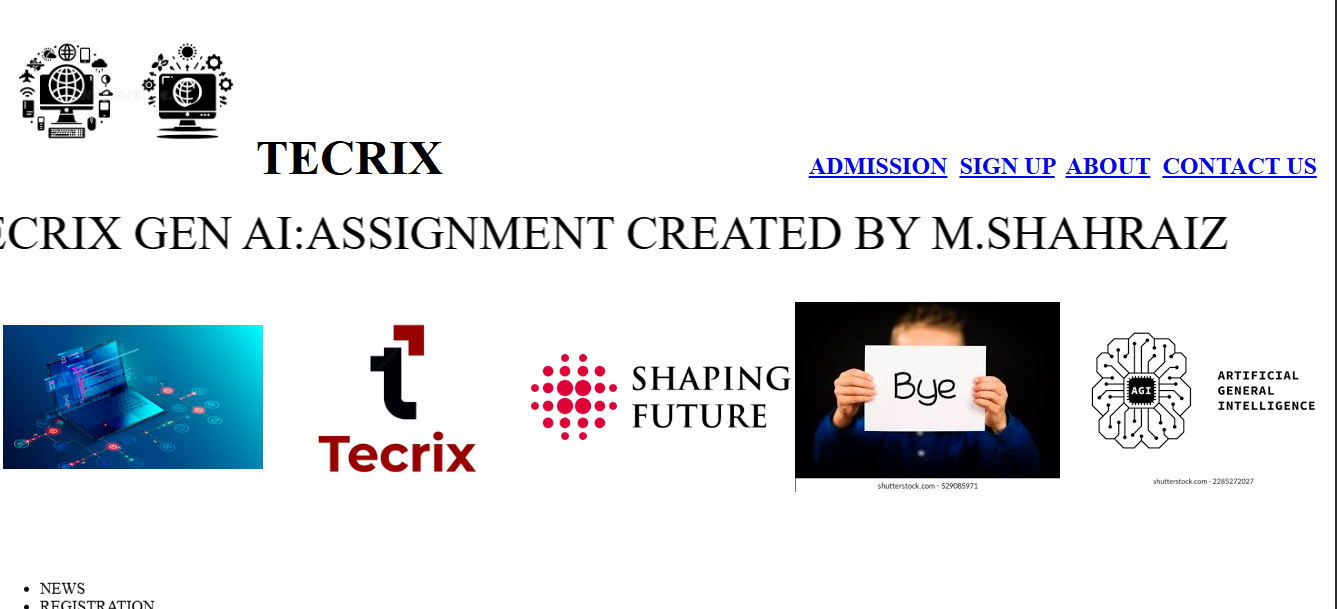 TECRIX
ADMISSION SIGN UP ABOUT CONTACT US
ECRIX GEN AI:ASSIGNMENT CREATED BY M.SHAHRAIZ
Tecrix
SHAPING
FUTURE
Bye
shutterstock.com · 529085971
AGI
ARTIFICIAL
GENERAL
INTELLIGENCE
shutterstock.com · 2285272027
NEWS
REGISTRATION